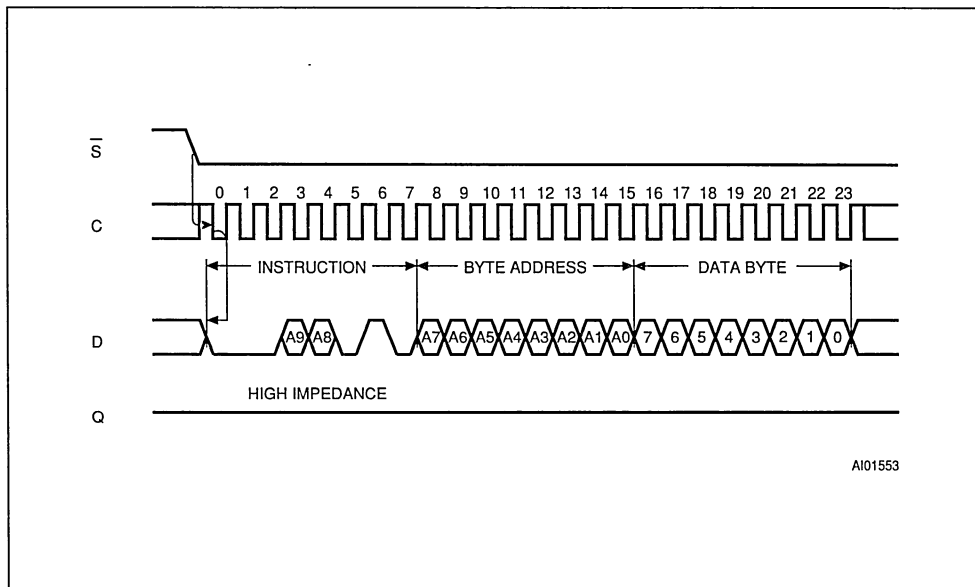 S
0 1 2 3 4 5 6 7 8 9 10 11 12 13 14 15 16 17 18 19 20 21 22 23
C
INSTRUCTION BYTE ADDRESS DATA BYTE
D A9 A8 A7 A6 A5 A4 A3 A2 A1 A0 7 6 5 4 3 2 1 0
HIGH IMPEDANCE
Q
AI01553